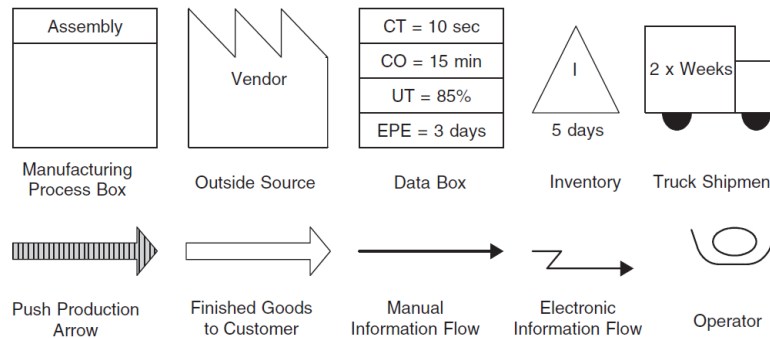 Assembly
Vendor
CT = 10 sec
CO = 15 min
UT = 85%
EPE = 3 days
I
5 days
2 x Weeks
Manufacturing
Process Box
Outside Source
Data Box
Inventory
Truck Shipmen
Push Production
Arrow
Finished Goods
to Customer
Manual
Information Flow
Electronic
Information Flow
Operator